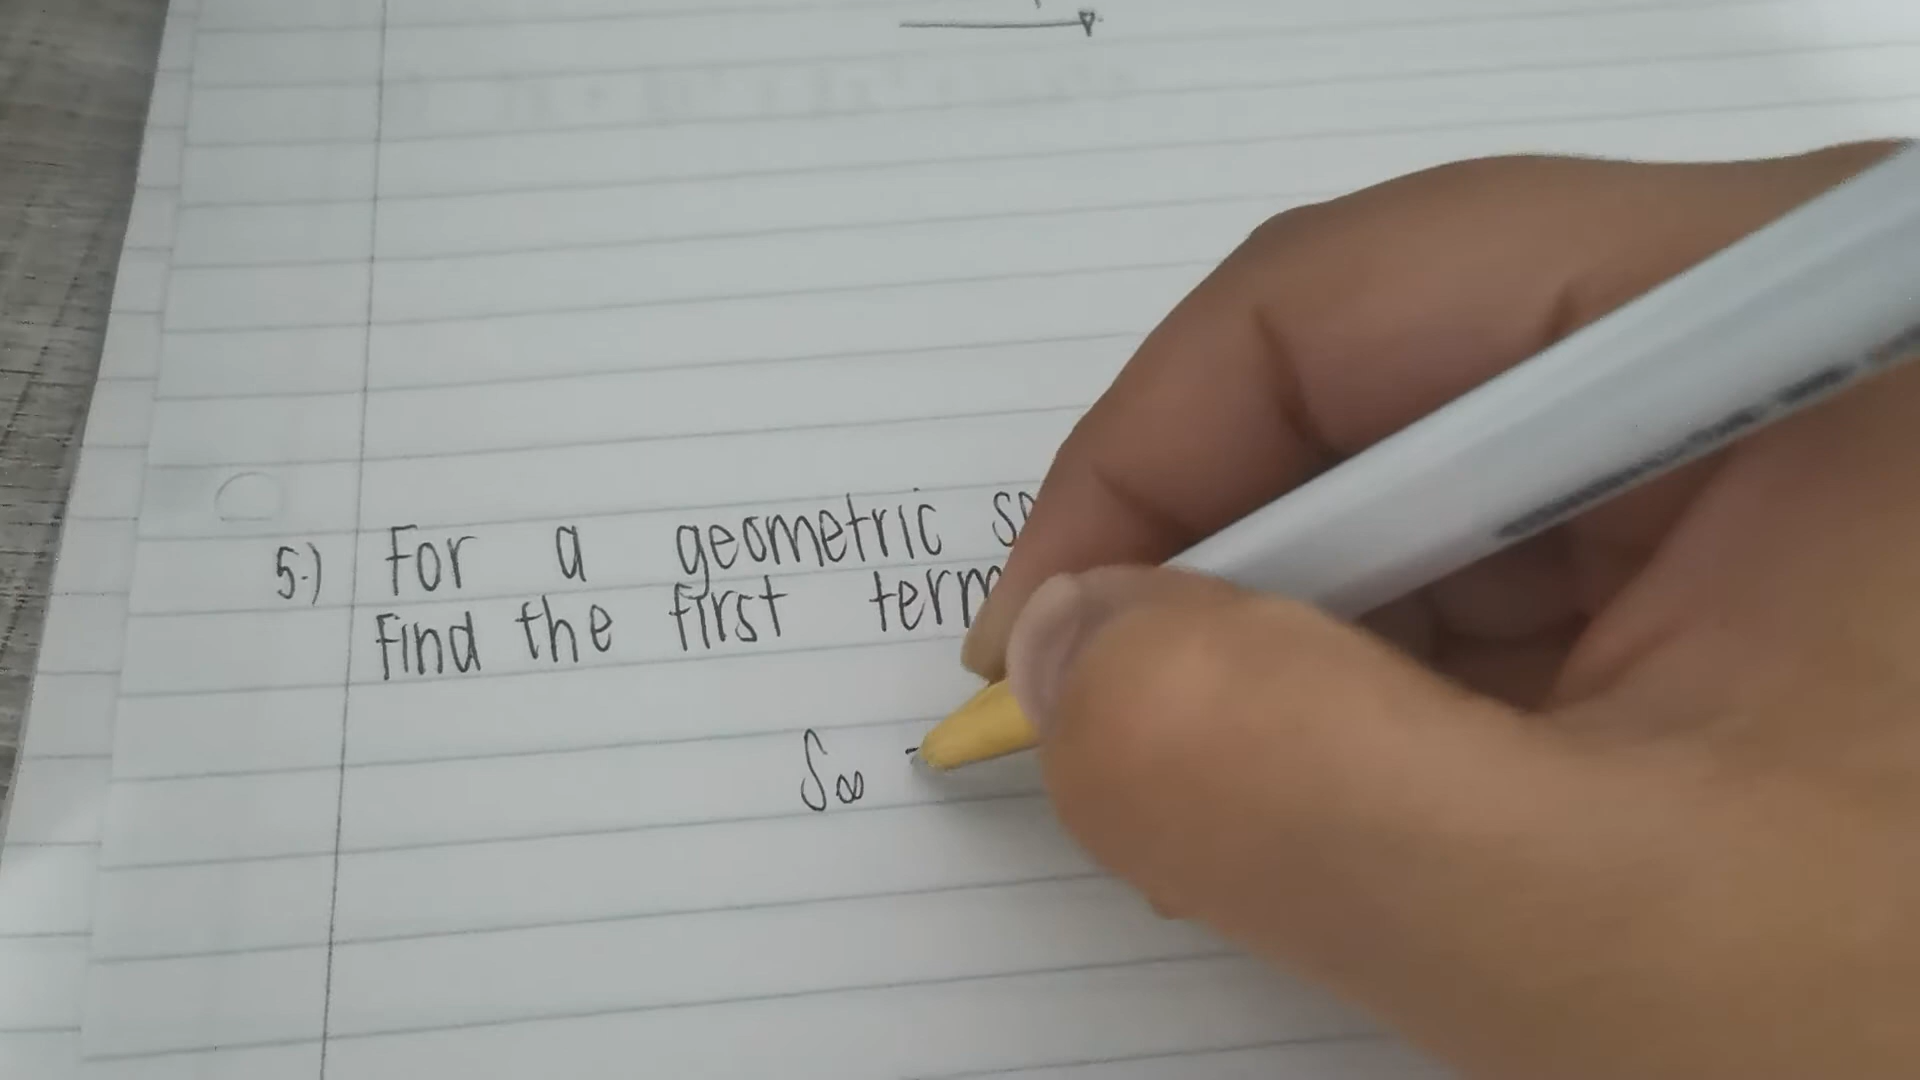 5.) For a geometric
Find the first term
S∞